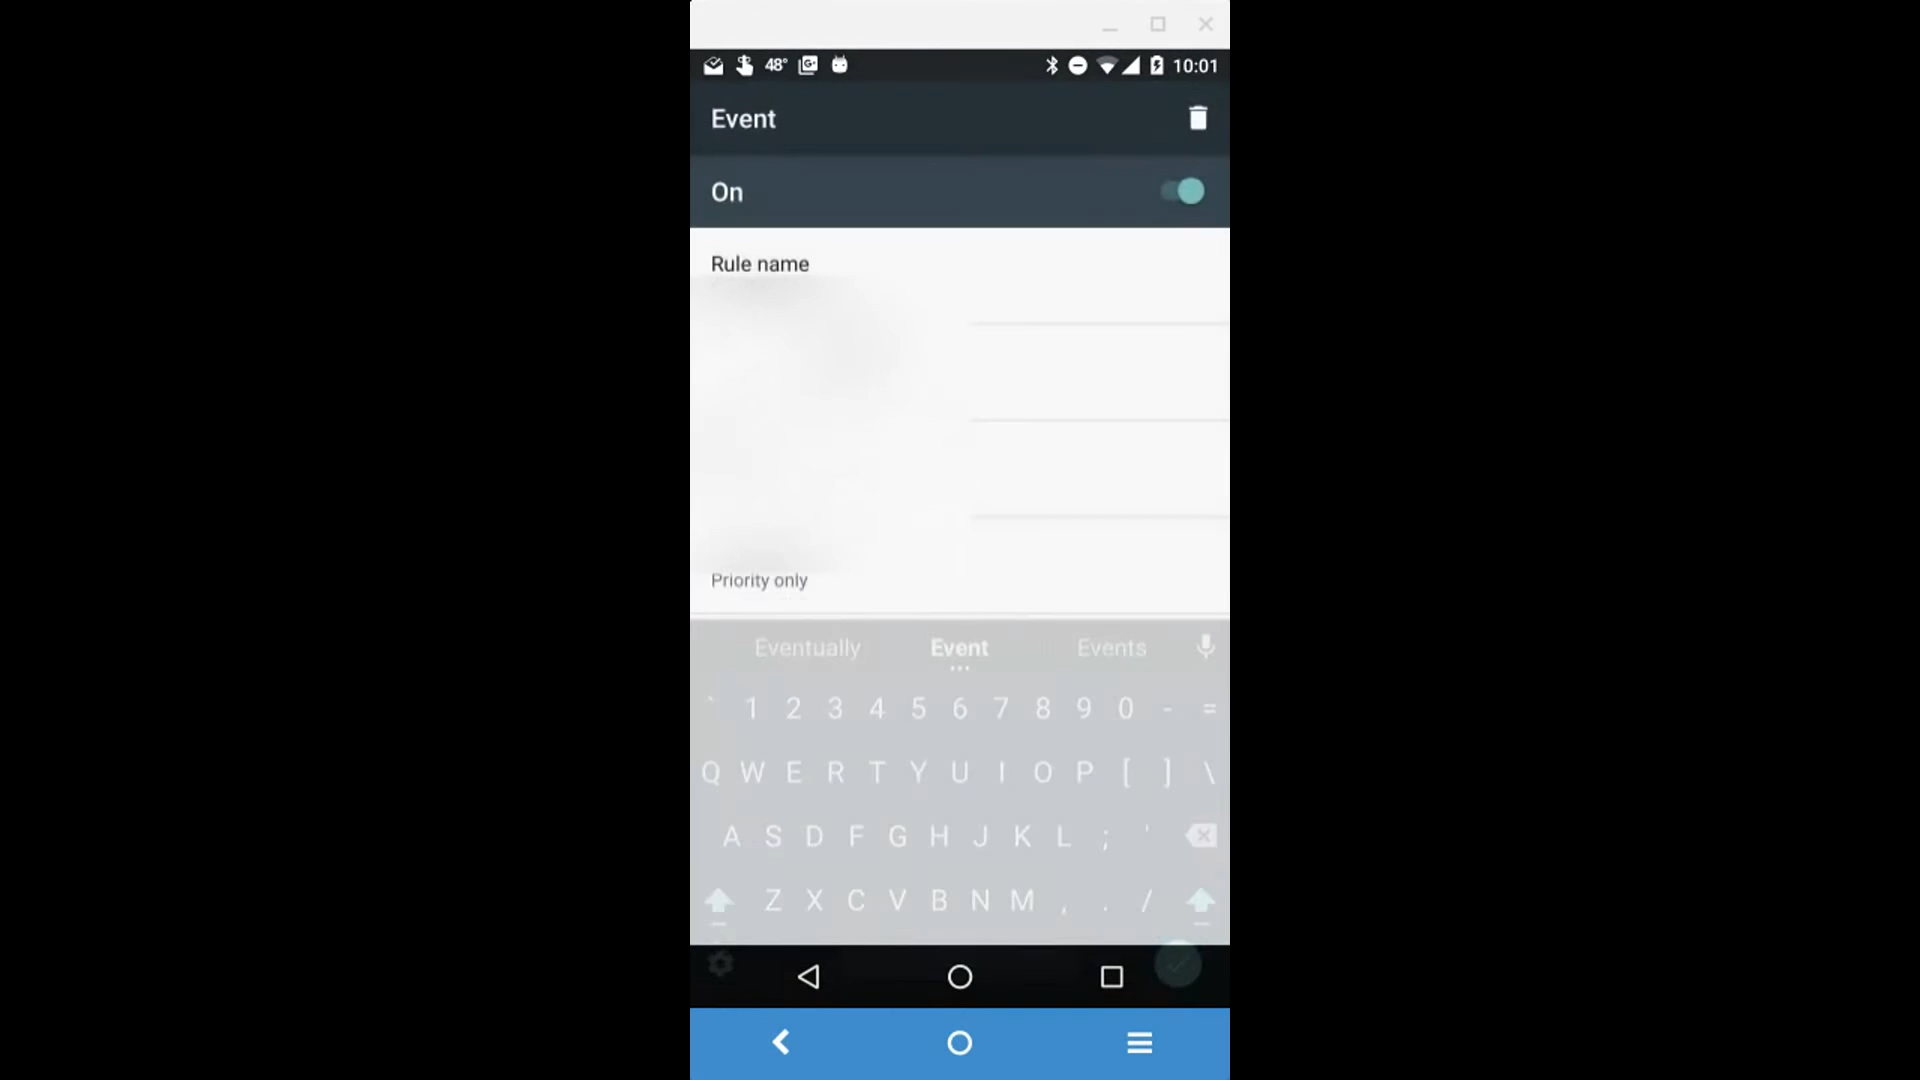 48° 10:01
Event
On
Rule name
Priority only
Eventually Event Events
` 1 2 3 4 5 6 7 8 9 0 - =
Q W E R T Y U I O P [ ] \
A S D F G H J K L ; '
Z X C V B N M , . /